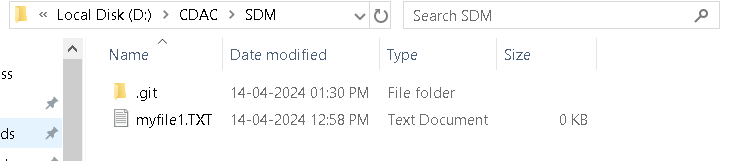 « Local Disk (D:) > CDAC > SDM
Search SDM
Name
Date modified
Type
Size
ss
.git
14-04-2024 01:30 PM
File folder
myfile1.TXT
14-04-2024 12:58 PM
Text Document
0 KB
ds